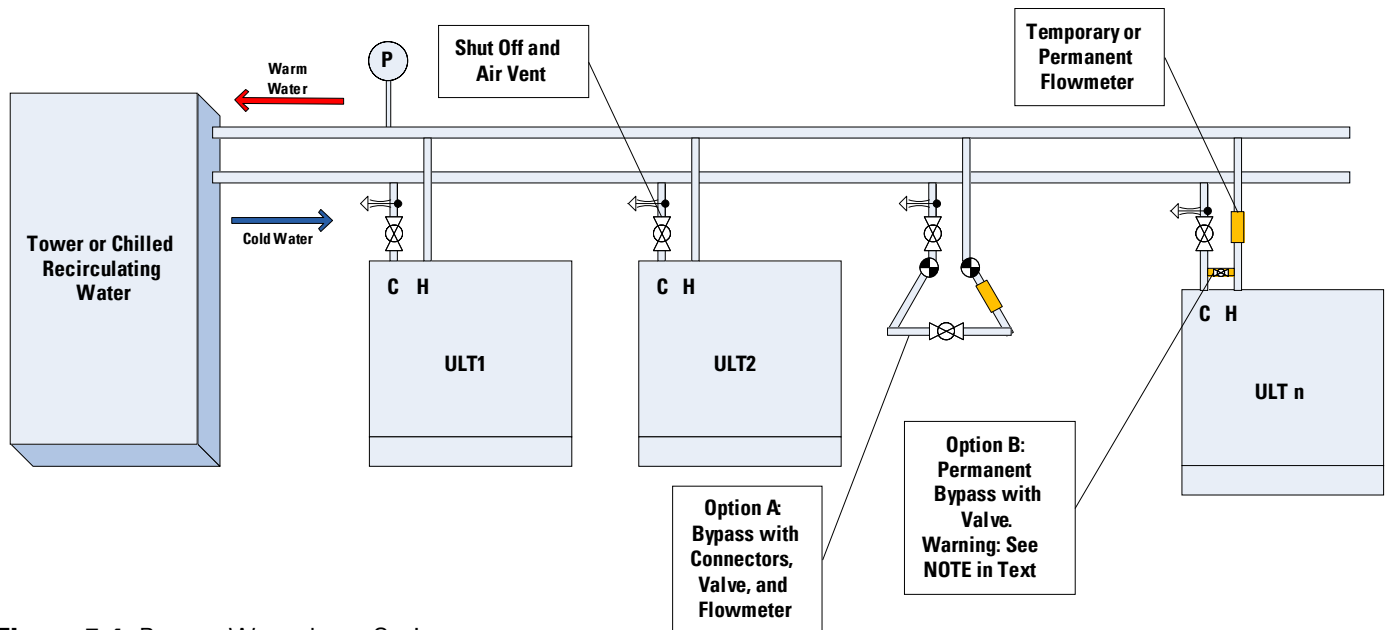 P
Warm
Water
Shut Off and
Air Vent
Temporary or
Permanent
Flowmeter
Cold Water
Tower or Chilled
Recirculating
Water
C H
ULT1
C H
ULT2
C H
ULT n
Option A:
Bypass with
Connectors,
Valve, and
Flowmeter
Option B:
Permanent
Bypass with
Valve.
Warning: See
NOTE in Text